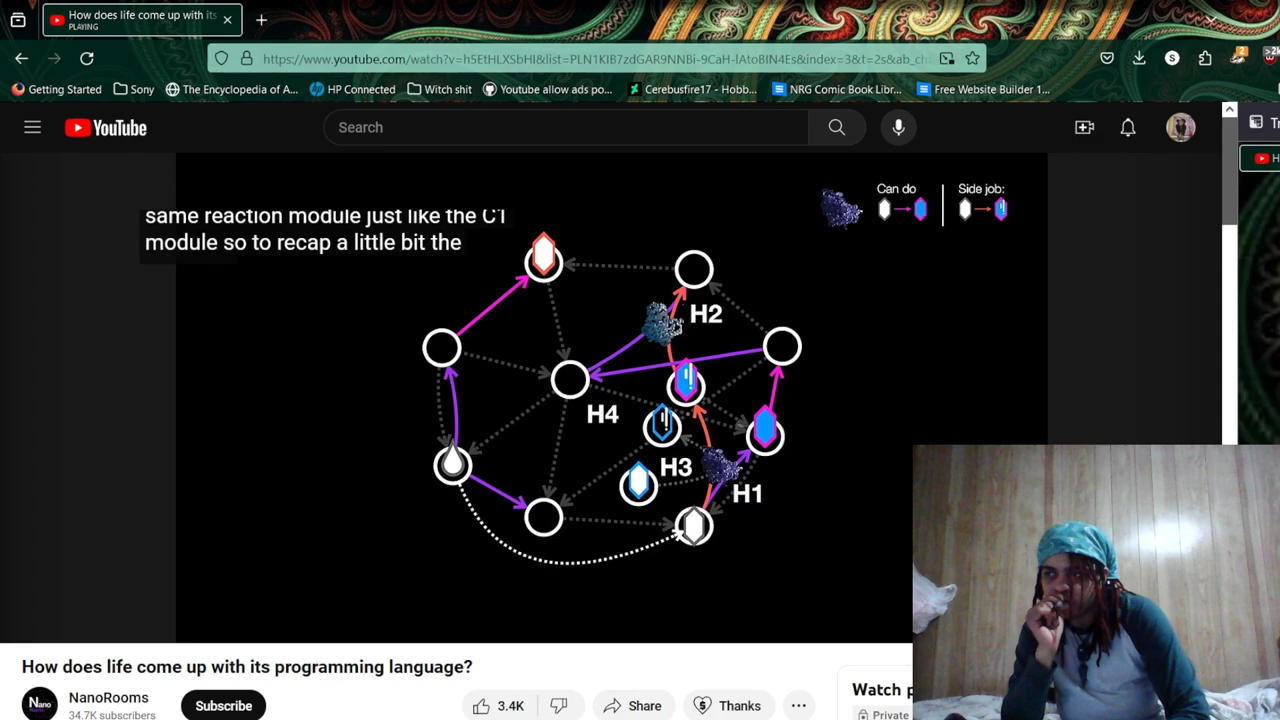 How does life come up with its
PLAYING
https://www.youtube.com/watch?v=h5EtHLXSbHI&list=PLN1KIB7zdGAR9NNBi-9CaH-lAtoBIN4Es&index=3&t=2s&ab_ch
2
Getting Started
Sony
The Encyclopedia of A...
HP Connected
Witch shit
Youtube allow ads po...
Cerebusfire17 - Hobb...
NRG Comic Book Libr...
Free Website Builder 1...
YouTube
Search
same reaction module just like the C1
module so to recap a little bit the
Can do
Side job:
H2
H4
H3
H1
How does life come up with its programming language?
Nano
NanoRooms
34.7K subscribers
Subscribe
3.4K
Share
Thanks
Watch p
Private